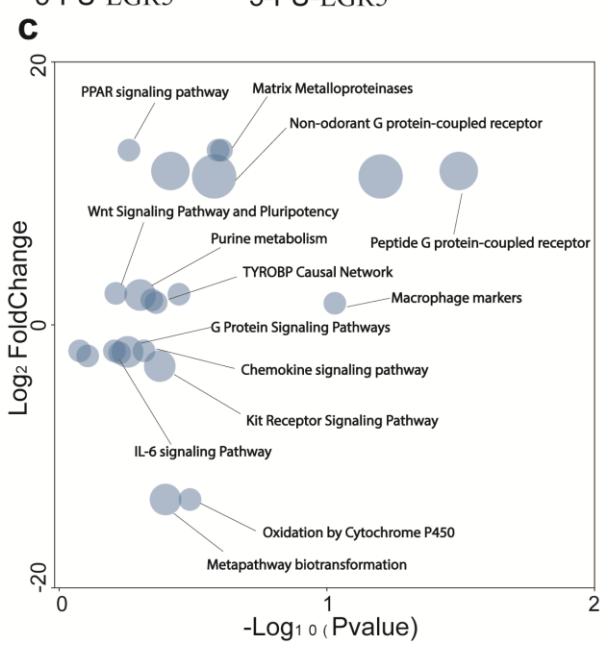 C
20
PPAR signaling pathway
Matrix Metalloproteinases
Non-odorant G protein-coupled receptor
Wnt Signaling Pathway and Pluripotency
Purine metabolism
Peptide G protein-coupled receptor
TYROBP Causal Network
Macrophage markers
Log2 FoldChange
0
G Protein Signaling Pathways
Chemokine signaling pathway
Kit Receptor Signaling Pathway
IL-6 signaling Pathway
Oxidation by Cytochrome P450
Metapathway biotransformation
-20
0
1
2
-Log10(Pvalue)